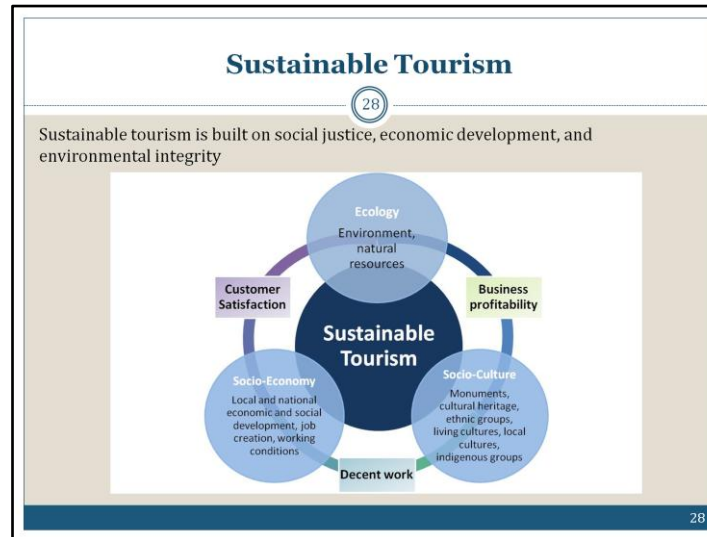 Sustainable Tourism
28
Sustainable tourism is built on social justice, economic development, and
environmental integrity
Ecology
Environment,
natural
resources
Customer
Satisfaction
Business
profitability
Sustainable
Tourism
Socio-Economy
Local and national
economic and social
development, job
creation, working
conditions
Socio-Culture
Monuments,
cultural heritage,
ethnic groups,
living cultures, local
cultures,
indigenous groups
Decent work
28